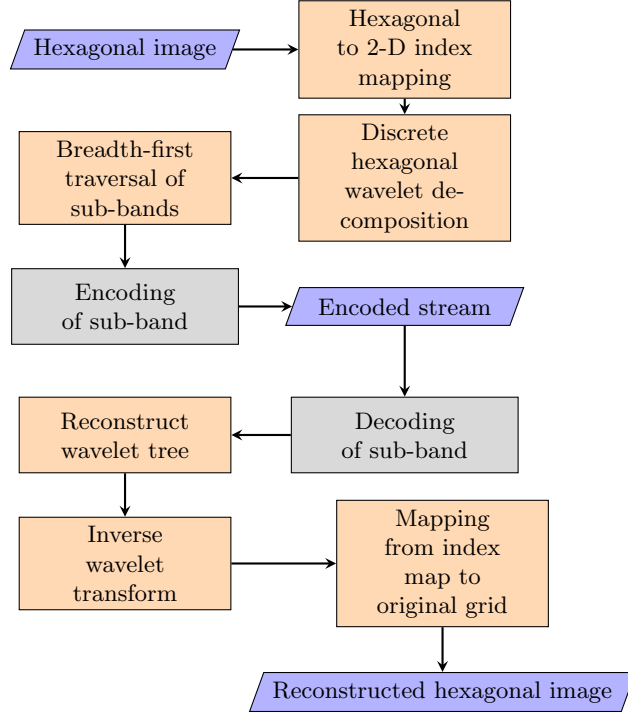 Hexagonal image
Hexagonal
to 2-D index
mapping
Discrete
hexagonal
wavelet de-
composition
Breadth-first
traversal of
sub-bands
Encoding
of sub-band
Encoded stream
Decoding
of sub-band
Reconstruct
wavelet tree
Inverse
wavelet
transform
Mapping
from index
map to
original grid
Reconstructed hexagonal image